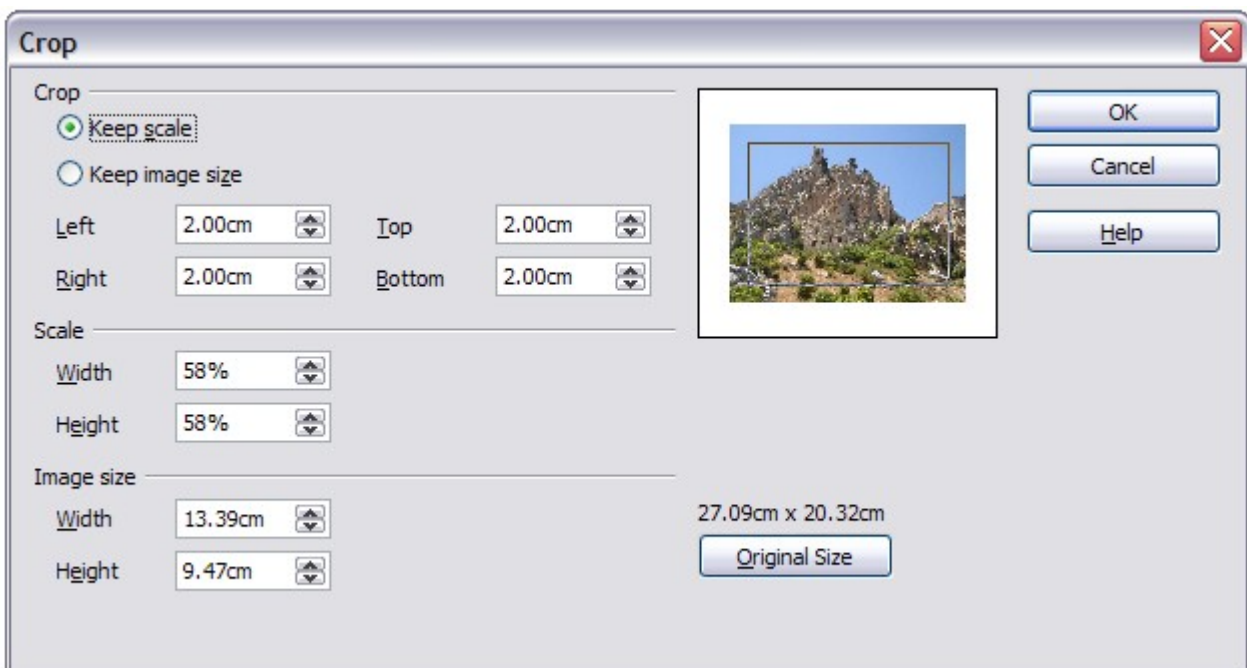 Crop
Crop
Keep scale
Keep image size
Left 2.00cm Top 2.00cm
Right 2.00cm Bottom 2.00cm
Scale
Width 58%
Height 58%
Image size
Width 13.39cm
Height 9.47cm
27.09cm x 20.32cm
Original Size
OK
Cancel
Help